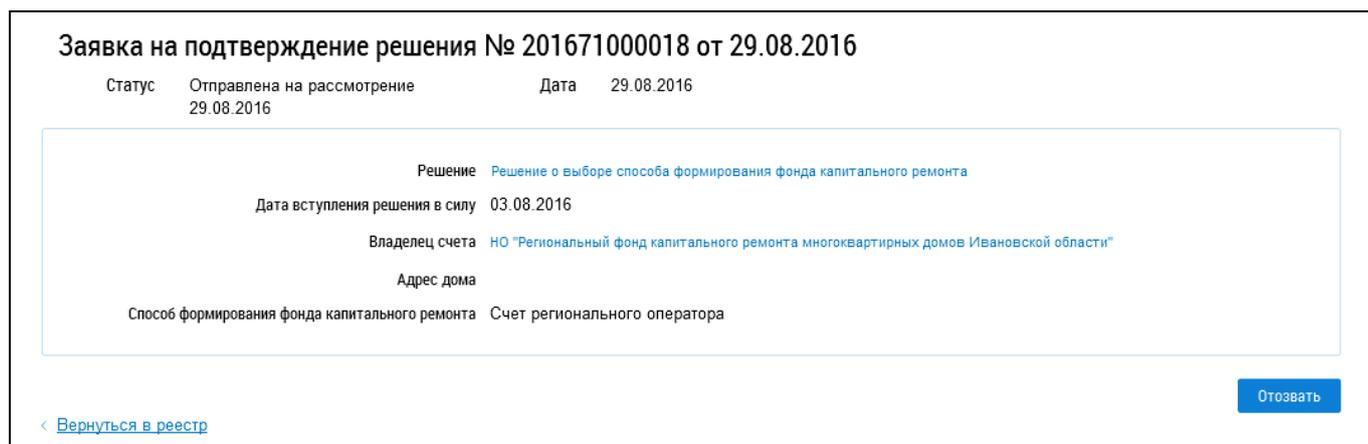 Заявка на подтверждение решения № 201671000018 от 29.08.2016
Статус Отправлена на рассмотрение Дата 29.08.2016
29.08.2016
Решение Решение о выборе способа формирования фонда капитального ремонта
Дата вступления решения в силу 03.08.2016
Владелец счета НО "Региональный фонд капитального ремонта многоквартирных домов Ивановской области"
Адрес дома
Способ формирования фонда капитального ремонта Счет регионального оператора
Отозвать
< Вернуться в реестр